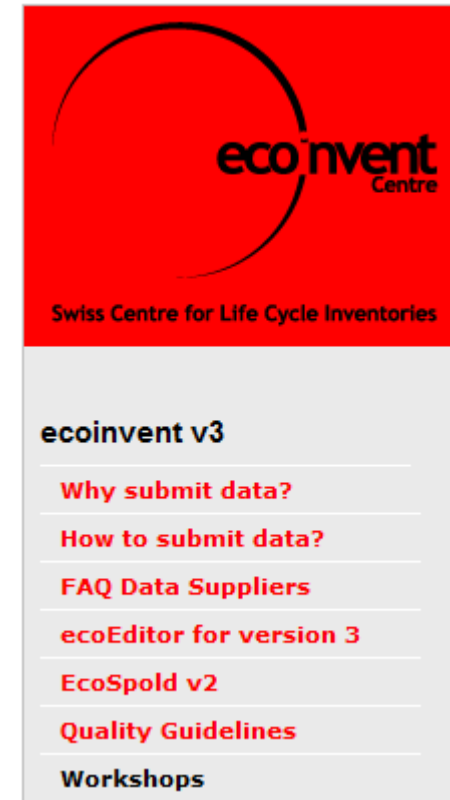 ecoinvent
Centre
Swiss Centre for Life Cycle Inventories
ecoinvent v3
Why submit data?
How to submit data?
FAQ Data Suppliers
ecoEditor for version 3
EcoSpold v2
Quality Guidelines
Workshops